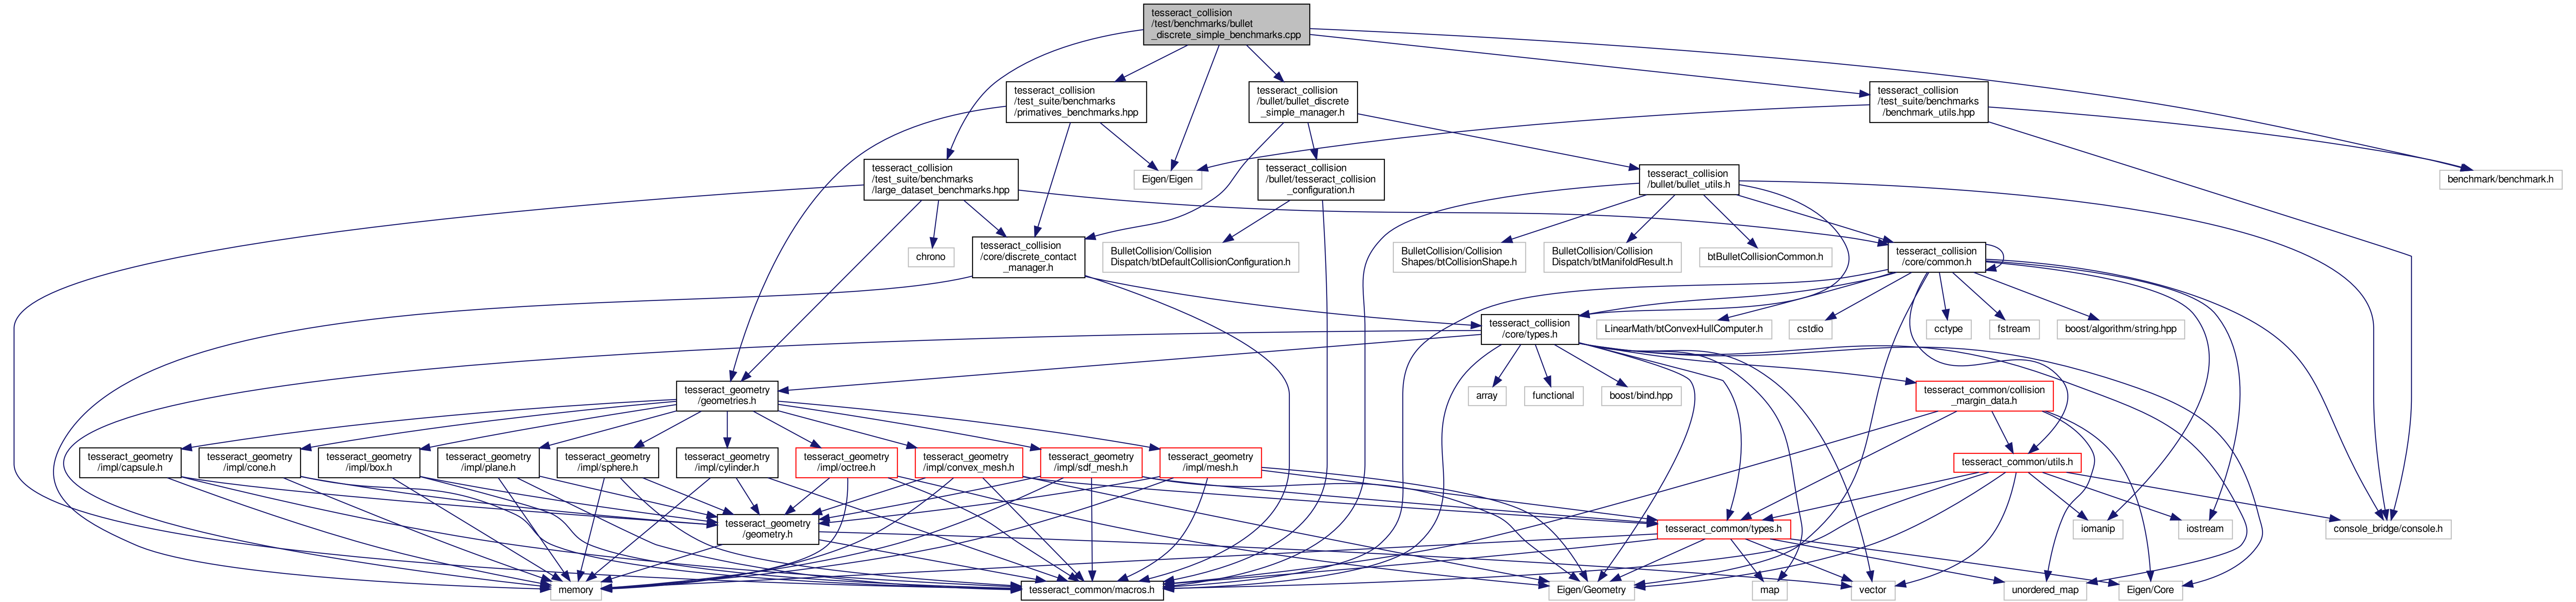 tesseract_collision
/test/benchmarks/bullet
_discrete_simple_benchmarks.cpp
tesseract_collision
/test_suite/benchmarks
/primatives_benchmarks.hpp
tesseract_collision
/bullet/bullet_discrete
_simple_manager.h
tesseract_collision
/test_suite/benchmarks
/benchmark_utils.hpp
tesseract_collision
/test_suite/benchmarks
/large_dataset_benchmarks.hpp
Eigen/Eigen
tesseract_collision
/bullet/tesseract_collision
_configuration.h
tesseract_collision
/bullet/bullet_utils.h
benchmark/benchmark.h
chrono
tesseract_collision
/core/discrete_contact
_manager.h
BulletCollision/Collision
Dispatch/btDefaultCollisionConfiguration.h
BulletCollision/Collision
Shapes/btCollisionShape.h
BulletCollision/Collision
Dispatch/btManifoldResult.h
btBulletCollisionCommon.h
tesseract_collision
/core/common.h
tesseract_collision
/core/types.h
LinearMath/btConvexHullComputer.h
cstdio
cctype
fstream
boost/algorithm/string.hpp
tesseract_geometry
/geometries.h
array
functional
boost/bind.hpp
tesseract_common/collision
_margin_data.h
tesseract_geometry
/impl/capsule.h
tesseract_geometry
/impl/cone.h
tesseract_geometry
/impl/box.h
tesseract_geometry
/impl/plane.h
tesseract_geometry
/impl/sphere.h
tesseract_geometry
/impl/cylinder.h
tesseract_geometry
/impl/octree.h
tesseract_geometry
/impl/convex_mesh.h
tesseract_geometry
/impl/sdf_mesh.h
tesseract_geometry
/impl/mesh.h
tesseract_common/utils.h
tesseract_geometry
/geometry.h
tesseract_common/types.h
iomanip
iostream
console_bridge/console.h
memory
tesseract_common/macros.h
Eigen/Geometry
map
vector
unordered_map
Eigen/Core